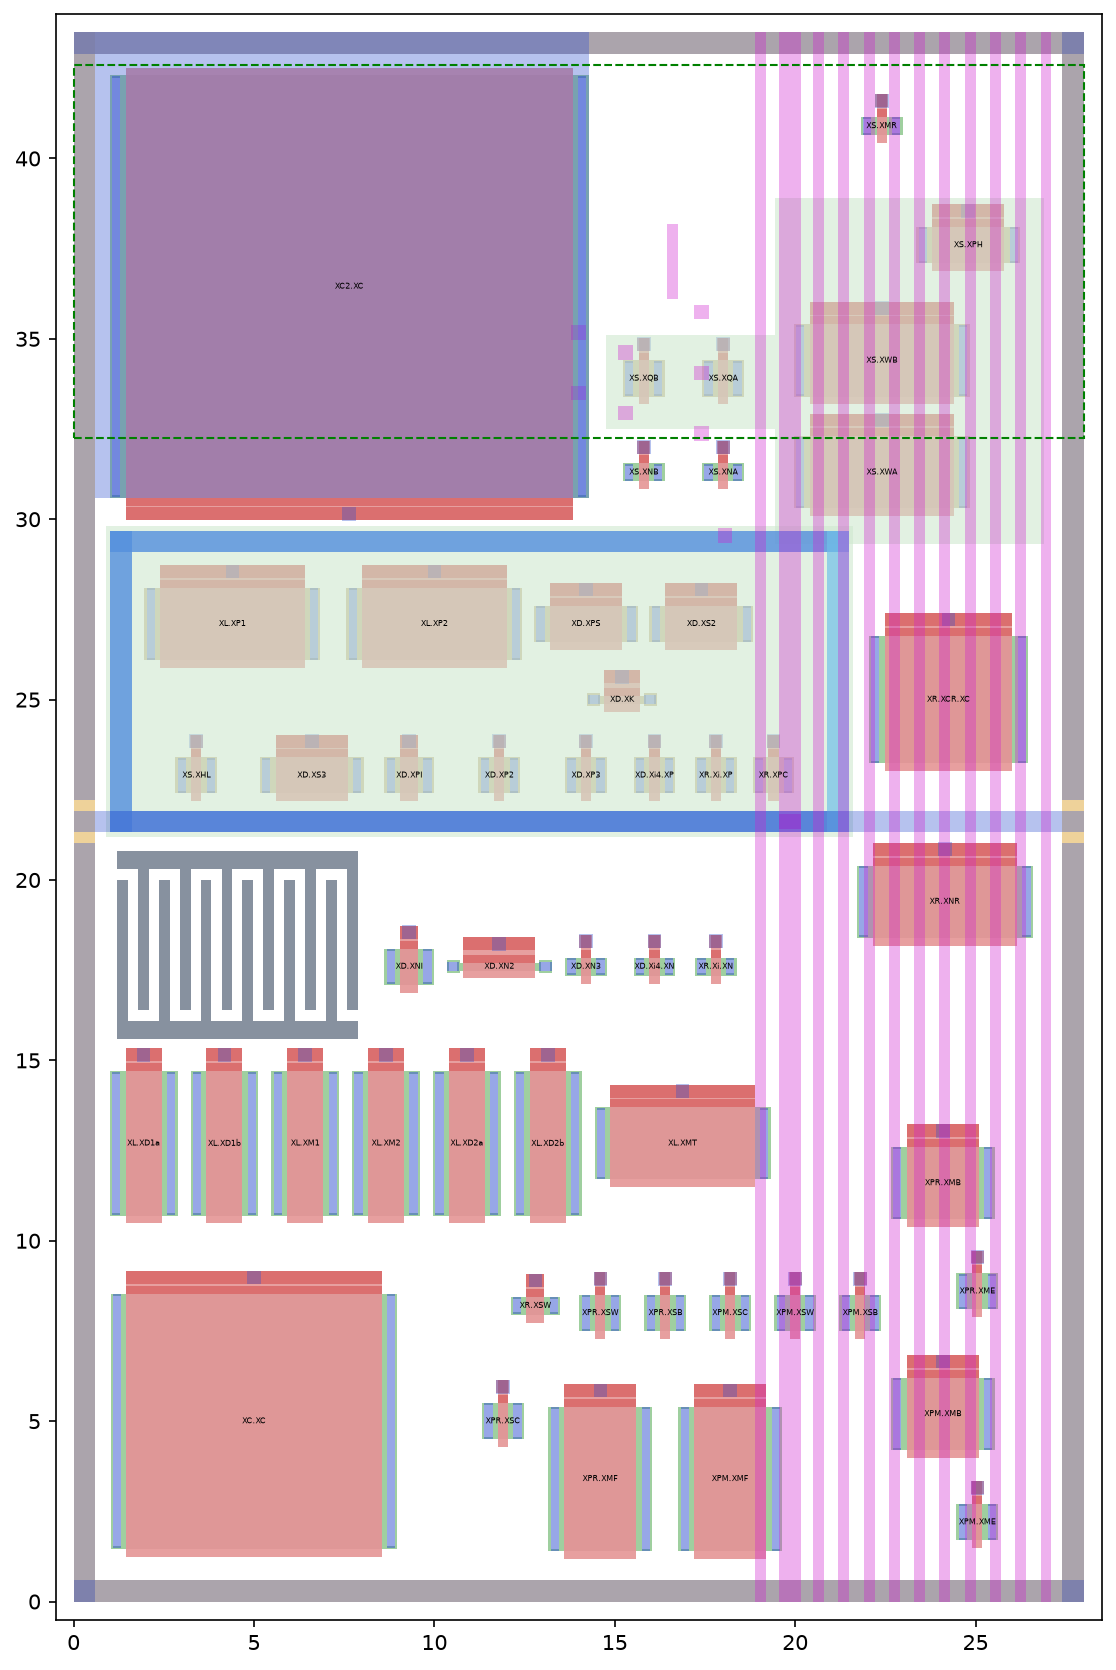 40
XS.XMR
XS.XPH
XC2.XC
35
XS.XWB
XS.XQB XS.XQA
XS.XNB XS.XNA XS.XWA
30
XL.XP1 XL.XP2 XD.XPS XD.XS2
25
XD.XK XR.XCR.XC
XS.XHL XD.XS3 XD.XPI XD.XP2 XD.XP3 XD.Xi4.XP XR.Xi.XP XR.XPC
20
XR.XNR
XD.XNI XD.XN2 XD.XN3 XD.Xi4.XN XR.Xi.XN
15
XL.XD1a XL.XD1b XL.XM1 XL.XM2 XL.XD2a XL.XD2b XL.XMT
XPR.XMB
10
XPR.XME
XR.XSW XPR.XSW XPR.XSB XPM.XSC XPM.XSW XPM.XSB
5
XC.XC XPR.XSC XPM.XMB
XPR.XMF XPM.XMF
XPM.XME
0
0 5 10 15 20 25